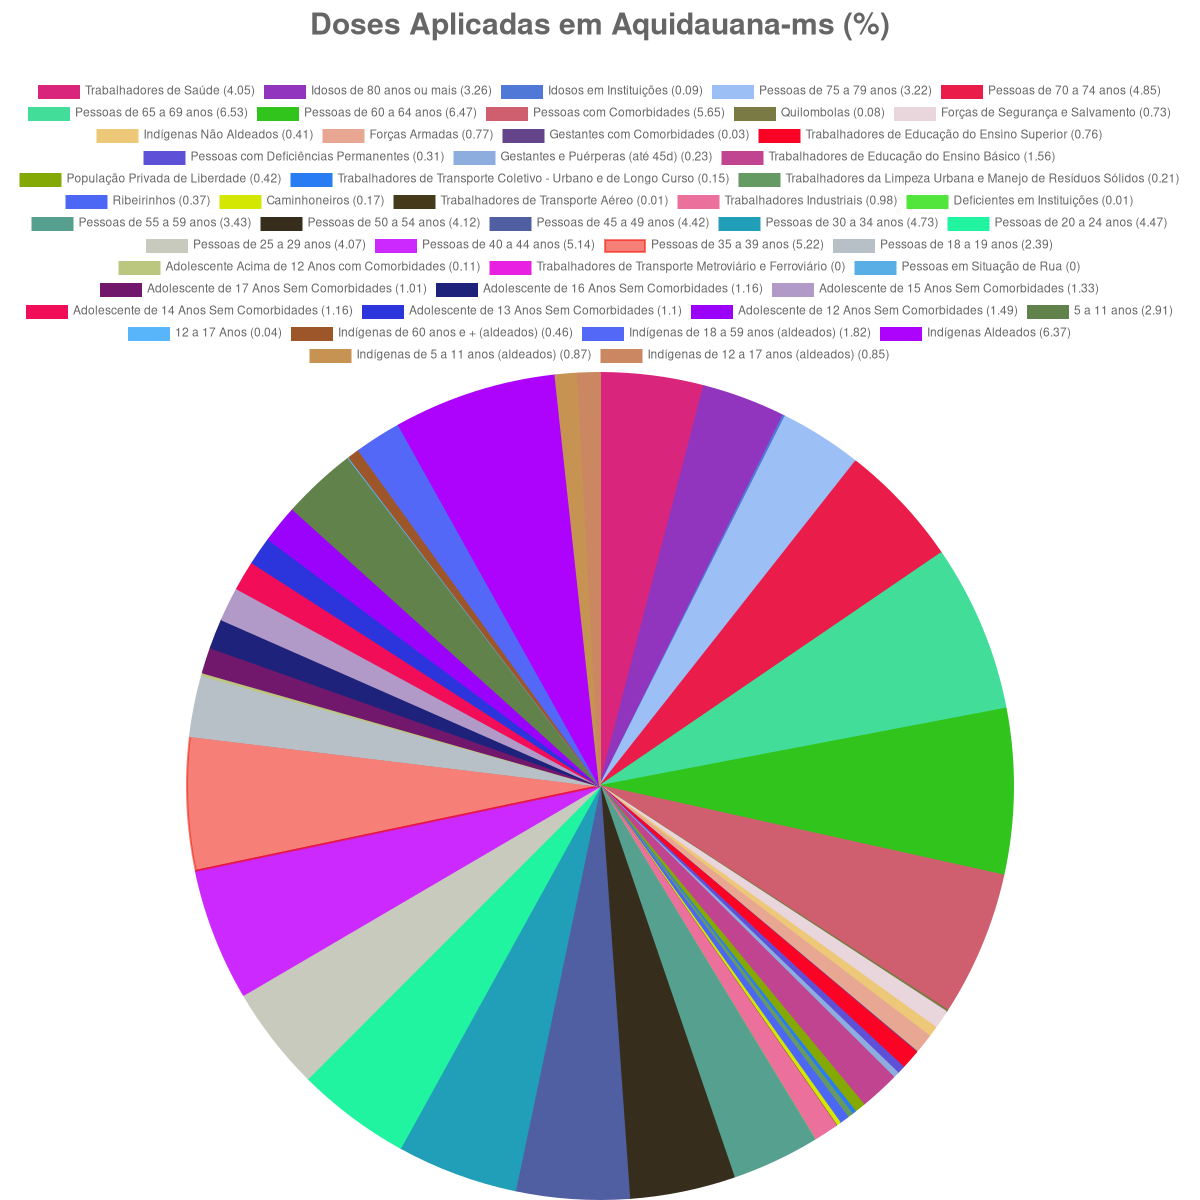 Doses Aplicadas em Aquidauana-ms (%)
Trabalhadores de Saúde (4.05) Idosos de 80 anos ou mais (3.26) Idosos em Instituições (0.09) Pessoas de 75 a 79 anos (3.22) Pessoas de 70 a 74 anos (4.85)
Pessoas de 65 a 69 anos (6.53) Pessoas de 60 a 64 anos (6.47) Pessoas com Comorbidades (5.65) Quilombolas (0.08) Forças de Segurança e Salvamento (0.73)
Indígenas Não Aldeados (0.41) Forças Armadas (0.77) Gestantes com Comorbidades (0.03) Trabalhadores de Educação do Ensino Superior (0.76)
Pessoas com Deficiências Permanentes (0.31) Gestantes e Puérperas (até 45d) (0.23) Trabalhadores de Educação do Ensino Básico (1.56)
População Privada de Liberdade (0.42) Trabalhadores de Transporte Coletivo - Urbano e de Longo Curso (0.15) Trabalhadores da Limpeza Urbana e Manejo de Resíduos Sólidos (0.21)
Ribeirinhos (0.37) Caminhoneiros (0.17) Trabalhadores de Transporte Aéreo (0.01) Trabalhadores Industriais (0.98) Deficientes em Instituições (0.01)
Pessoas de 55 a 59 anos (3.43) Pessoas de 50 a 54 anos (4.12) Pessoas de 45 a 49 anos (4.42) Pessoas de 30 a 34 anos (4.73) Pessoas de 20 a 24 anos (4.47)
Pessoas de 25 a 29 anos (4.07) Pessoas de 40 a 44 anos (5.14) Pessoas de 35 a 39 anos (5.22) Pessoas de 18 a 19 anos (2.39)
Adolescente Acima de 12 Anos com Comorbidades (0.11) Trabalhadores de Transporte Metroviário e Ferroviário (0) Pessoas em Situação de Rua (0)
Adolescente de 17 Anos Sem Comorbidades (1.01) Adolescente de 16 Anos Sem Comorbidades (1.16) Adolescente de 15 Anos Sem Comorbidades (1.33)
Adolescente de 14 Anos Sem Comorbidades (1.16) Adolescente de 13 Anos Sem Comorbidades (1.1) Adolescente de 12 Anos Sem Comorbidades (1.49) 5 a 11 anos (2.91)
12 a 17 Anos (0.04) Indígenas de 60 anos e + (aldeados) (0.46) Indígenas de 18 a 59 anos (aldeados) (1.82) Indígenas Aldeados (6.37)
Indígenas de 5 a 11 anos (aldeados) (0.87) Indígenas de 12 a 17 anos (aldeados) (0.85)